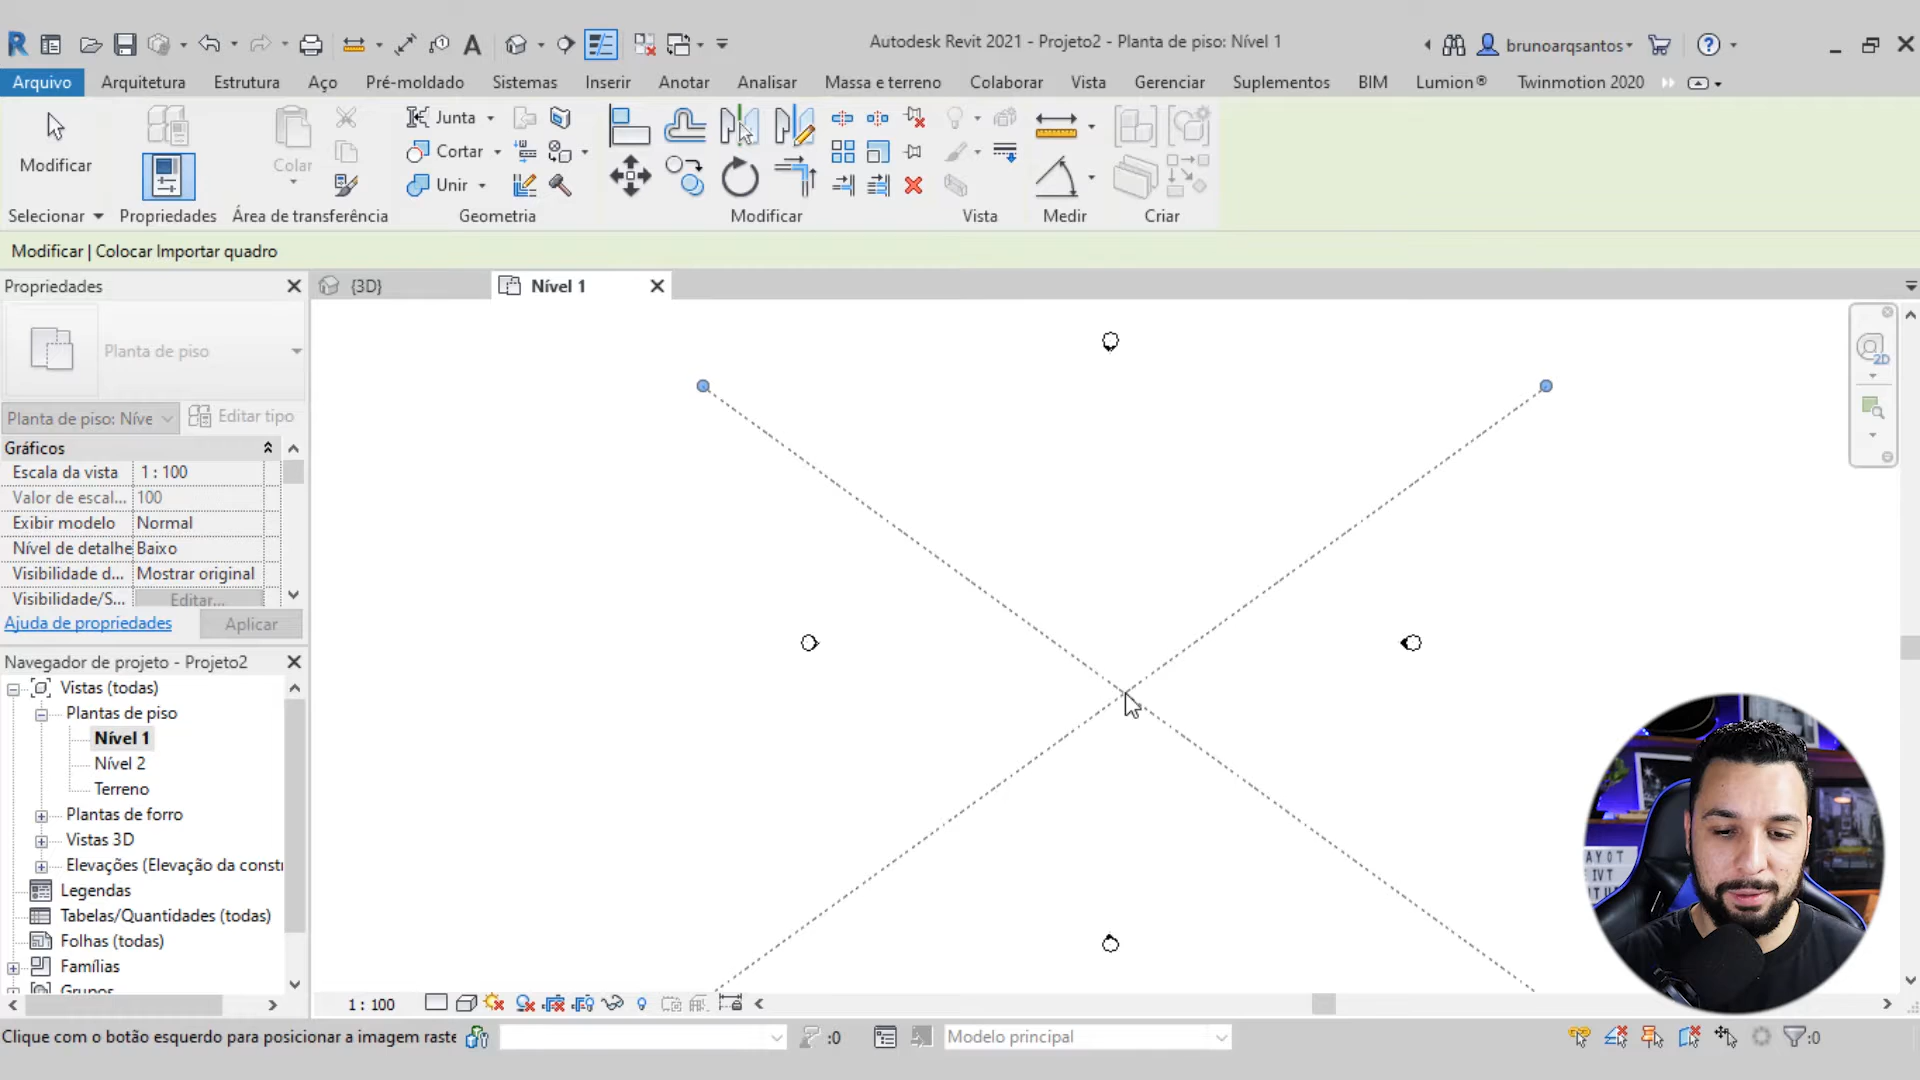 Autodesk Revit 2021 - Projeto2 - Planta de piso: Nível 1
brunoarqsantos
Arquivo Arquitetura Estrutura Aço Pré-moldado Sistemas Inserir Anotar Analisar Massa e terreno Colaborar Vista Gerenciar Suplementos BIM Lumion® Twinmotion 2020
Modificar
Colar
Junta
Cortar
Unir
Selecionar Propriedades Área de transferência Geometria Modificar Vista Medir Criar
Modificar | Colocar Importar quadro
Propriedades
{3D}
Nível 1
Planta de piso
Planta de piso: Níve
Editar tipo
Gráficos
Escala da vista 1 : 100
Valor de escal... 100
Exibir modelo Normal
Nível de detalhe Baixo
Visibilidade d... Mostrar original
Visibilidade/S... Editar...
Ajuda de propriedades
Aplicar
2D
Navegador de projeto - Projeto2
Vistas (todas)
Plantas de piso
Nível 1
Nível 2
Terreno
Plantas de forro
Vistas 3D
Elevações (Elevação da constr
Legendas
Tabelas/Quantidades (todas)
Folhas (todas)
Famílias
Grupos
1 : 100
Clique com o botão esquerdo para posicionar a imagem raste
:0
Modelo principal
:0